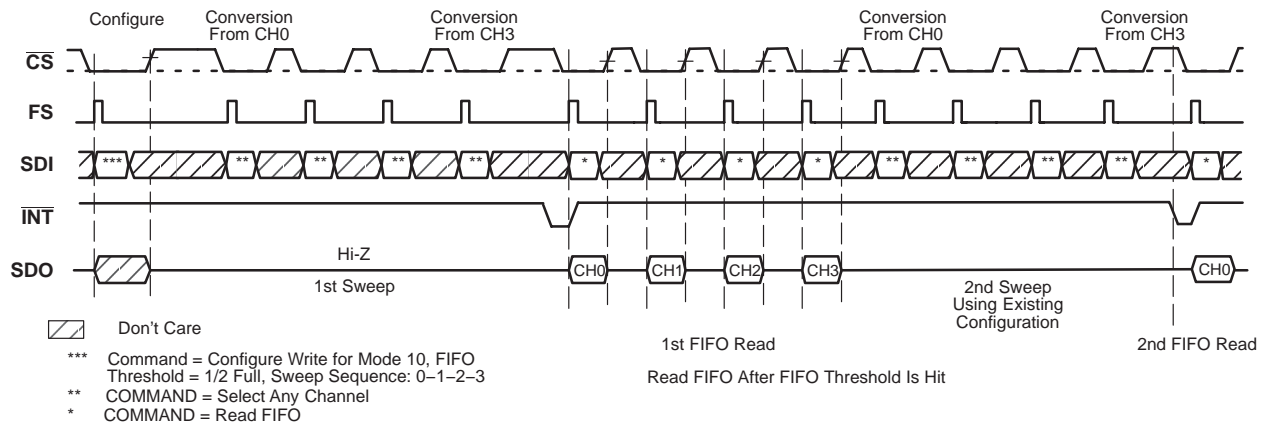 Configure
Conversion
From CH0
Conversion
From CH3
Conversion
From CH0
Conversion
From CH3
CS
FS
SDI
*** ** ** ** ** * * * * ** ** ** ** *
INT
SDO
Hi-Z
1st Sweep
CH0 CH1 CH2 CH3
2nd Sweep
Using Existing
Configuration
CH0
Don't Care
1st FIFO Read
2nd FIFO Read
*** Command = Configure Write for Mode 10, FIFO
Threshold = 1/2 Full, Sweep Sequence: 0–1–2–3
Read FIFO After FIFO Threshold Is Hit
** COMMAND = Select Any Channel
* COMMAND = Read FIFO